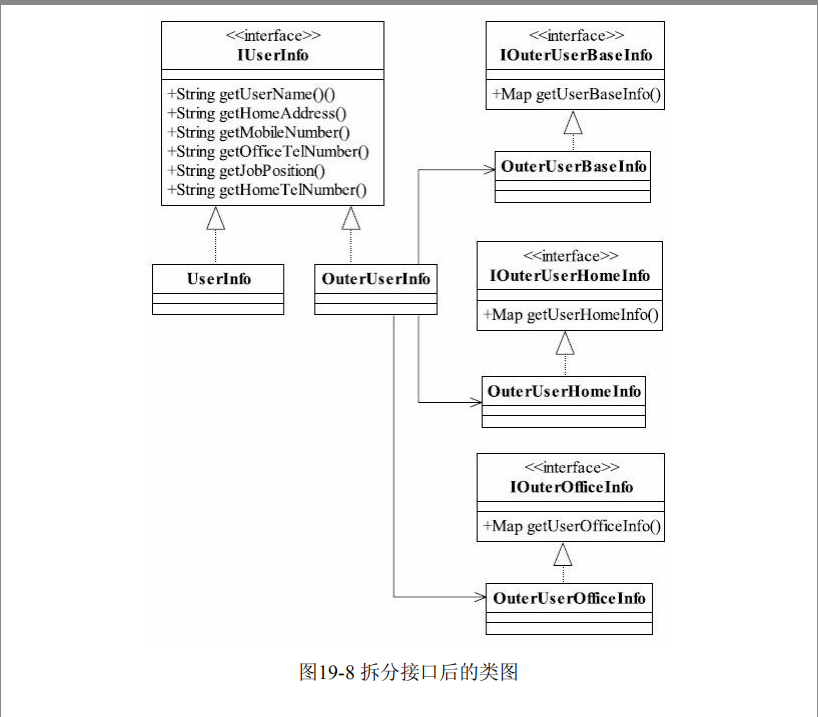 <<interface>>
IUserInfo
+String getUserName()()
+String getHomeAddress()
+String getMobileNumber()
+String getOfficeTelNumber()
+String getJobPosition()
+String getHomeTelNumber()
UserInfo
OuterUserInfo
<<interface>>
IOuterUserBaseInfo
+Map getUserBaseInfo()
OuterUserBaseInfo
<<interface>>
IOuterUserHomeInfo
+Map getUserHomeInfo()
OuterUserHomeInfo
<<interface>>
IOuterOfficeInfo
+Map getUserOfficeInfo()
OuterUserOfficeInfo
图19-8 拆分接口后的类图